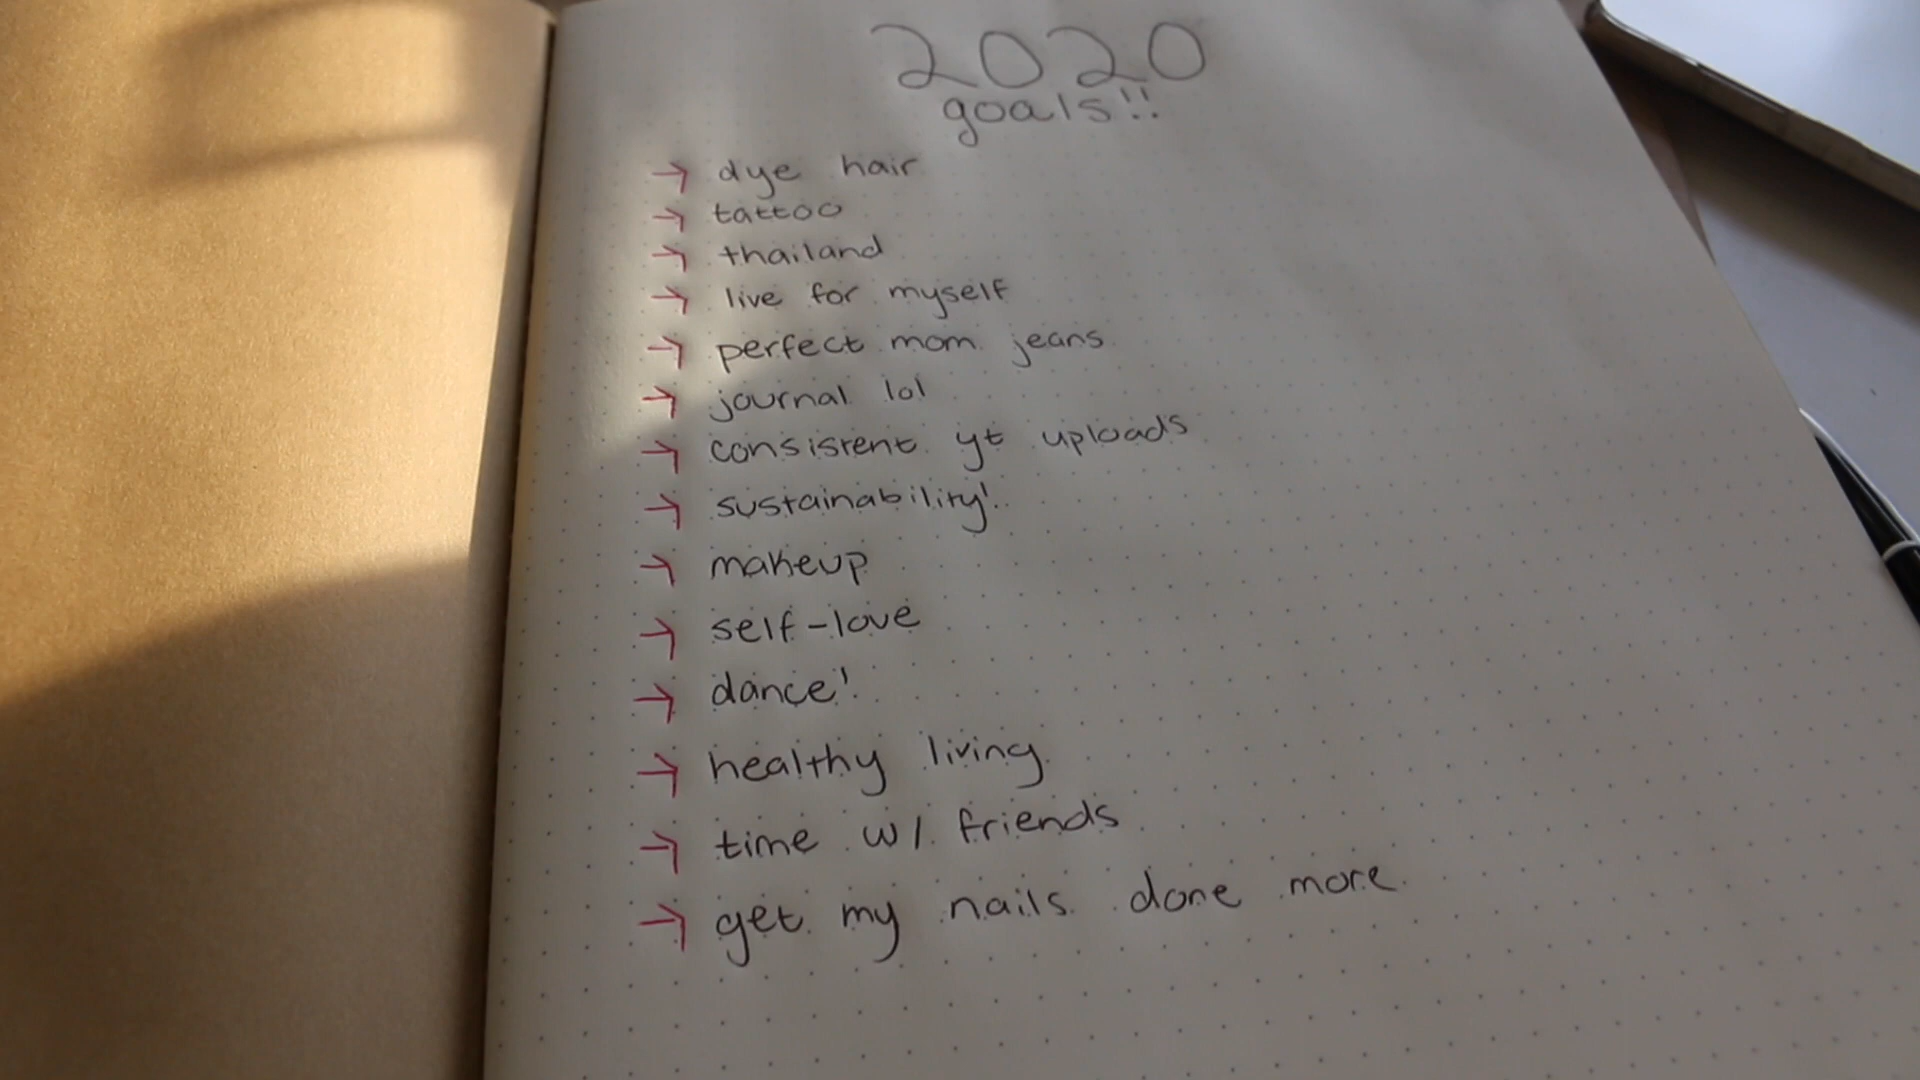 2020
goals!!
→ dye hair
→ tattoo
→ thailand
→ live for myself
→ perfect mom jeans
→ journal lol
→ consistent yt uploads
→ sustainability!
→ makeup
→ self-love
→ dance!
→ healthy living
→ time w/ friends
→ get my nails done more